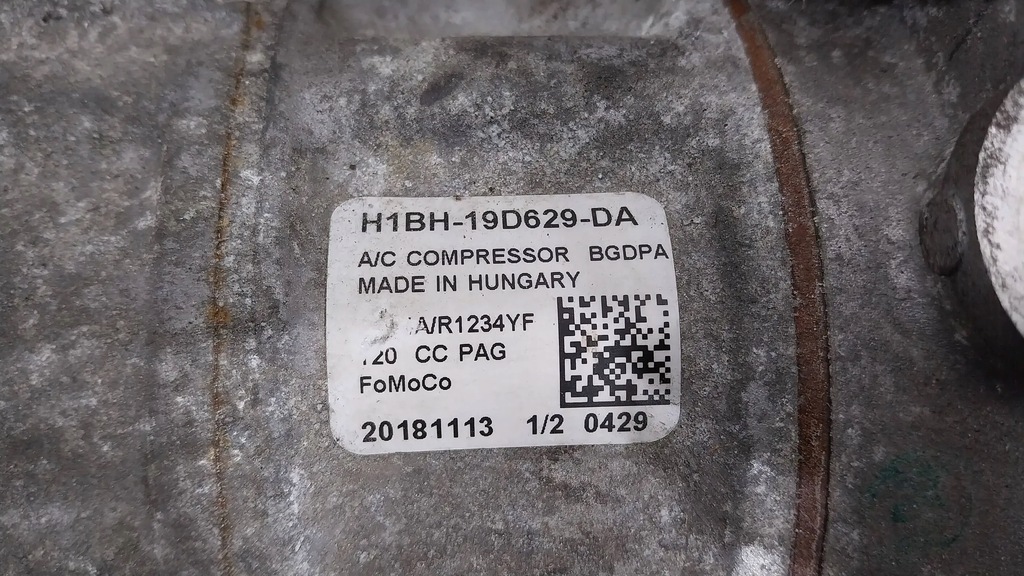 H1BH-19D629-DA
A/C COMPRESSOR BGDPA
MADE IN HUNGARY
A/R1234YF
120 CC PAG
FoMoCo
20181113 1/2 0429